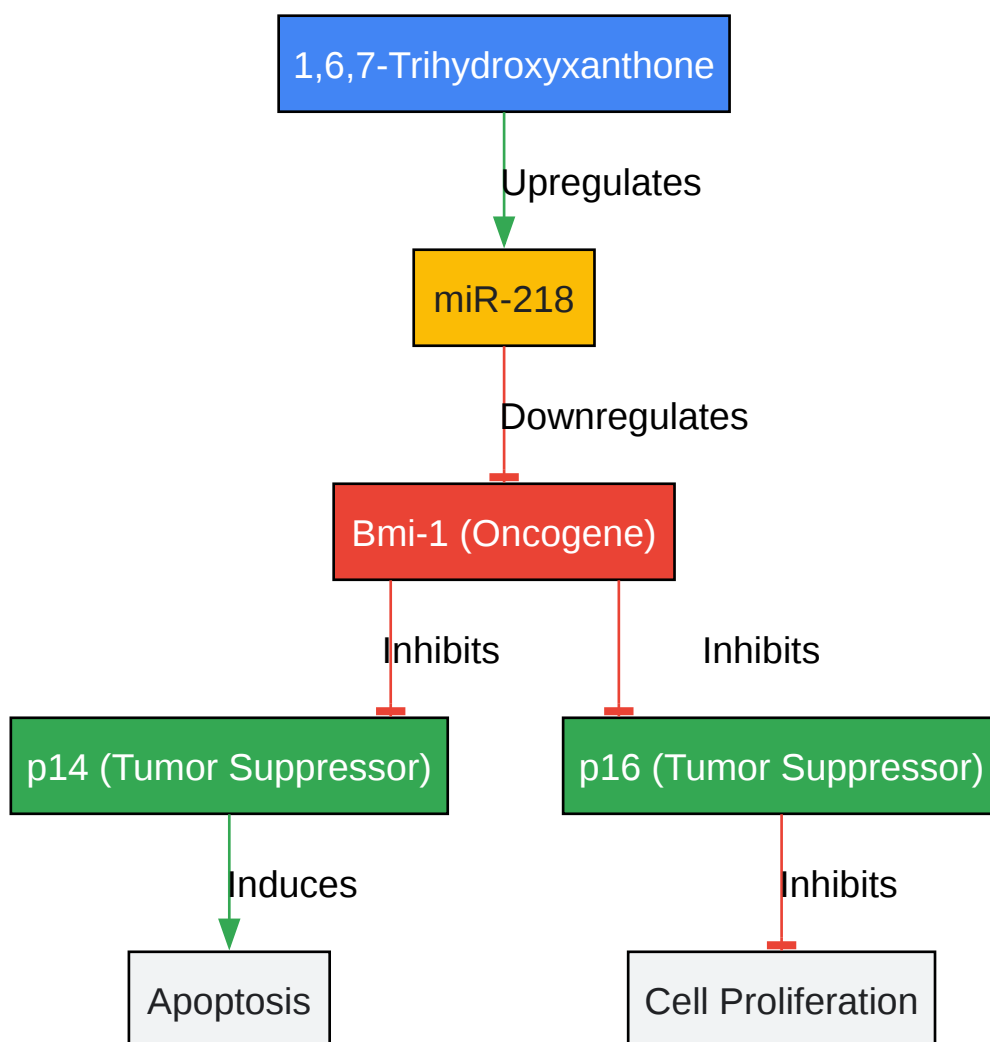 1,6,7-Trihydroxyxanthone
Upregulates
miR-218
Downregulates
Bmi-1 (Oncogene)
Inhibits
Inhibits
p14 (Tumor Suppressor)
p16 (Tumor Suppressor)
Induces
Inhibits
Apoptosis
Cell Proliferation